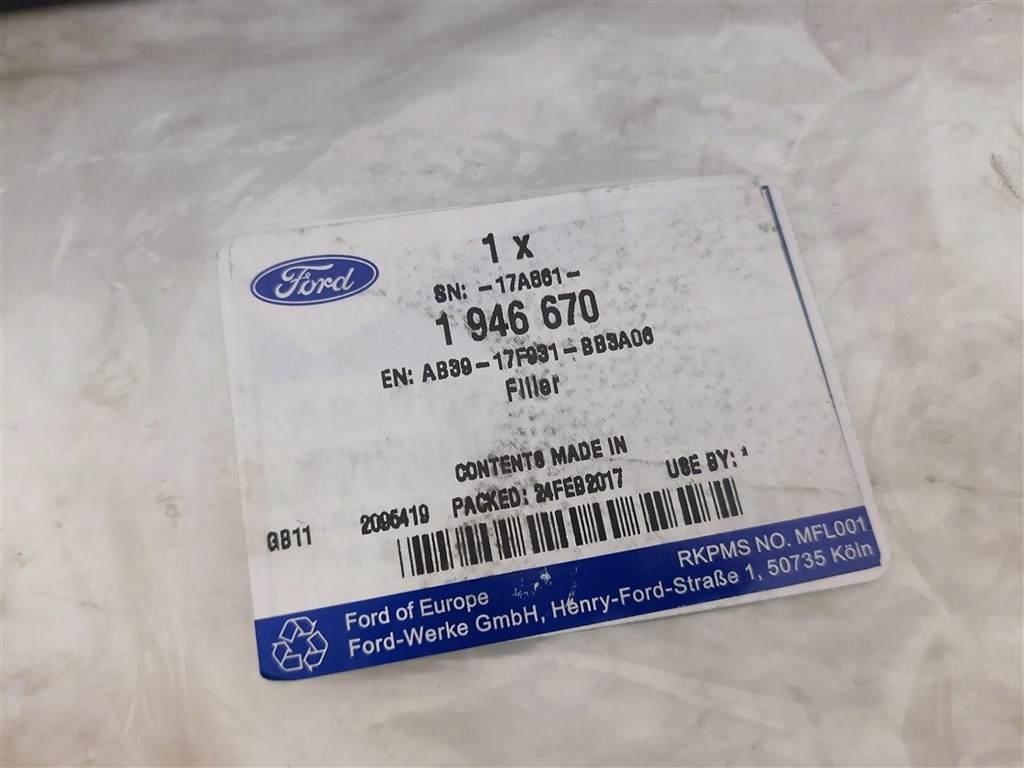 Ford
1 x
SN: -17A861-
1 946 670
EN: AB39-17F931-BB3A06
Filler
CONTENTS MADE IN
PACKED: 24FEB2017 USE BY: *
GB11 2095419
RKPMS NO. MFL001
Ford of Europe
Ford-Werke GmbH, Henry-Ford-Straße 1, 50735 Köln